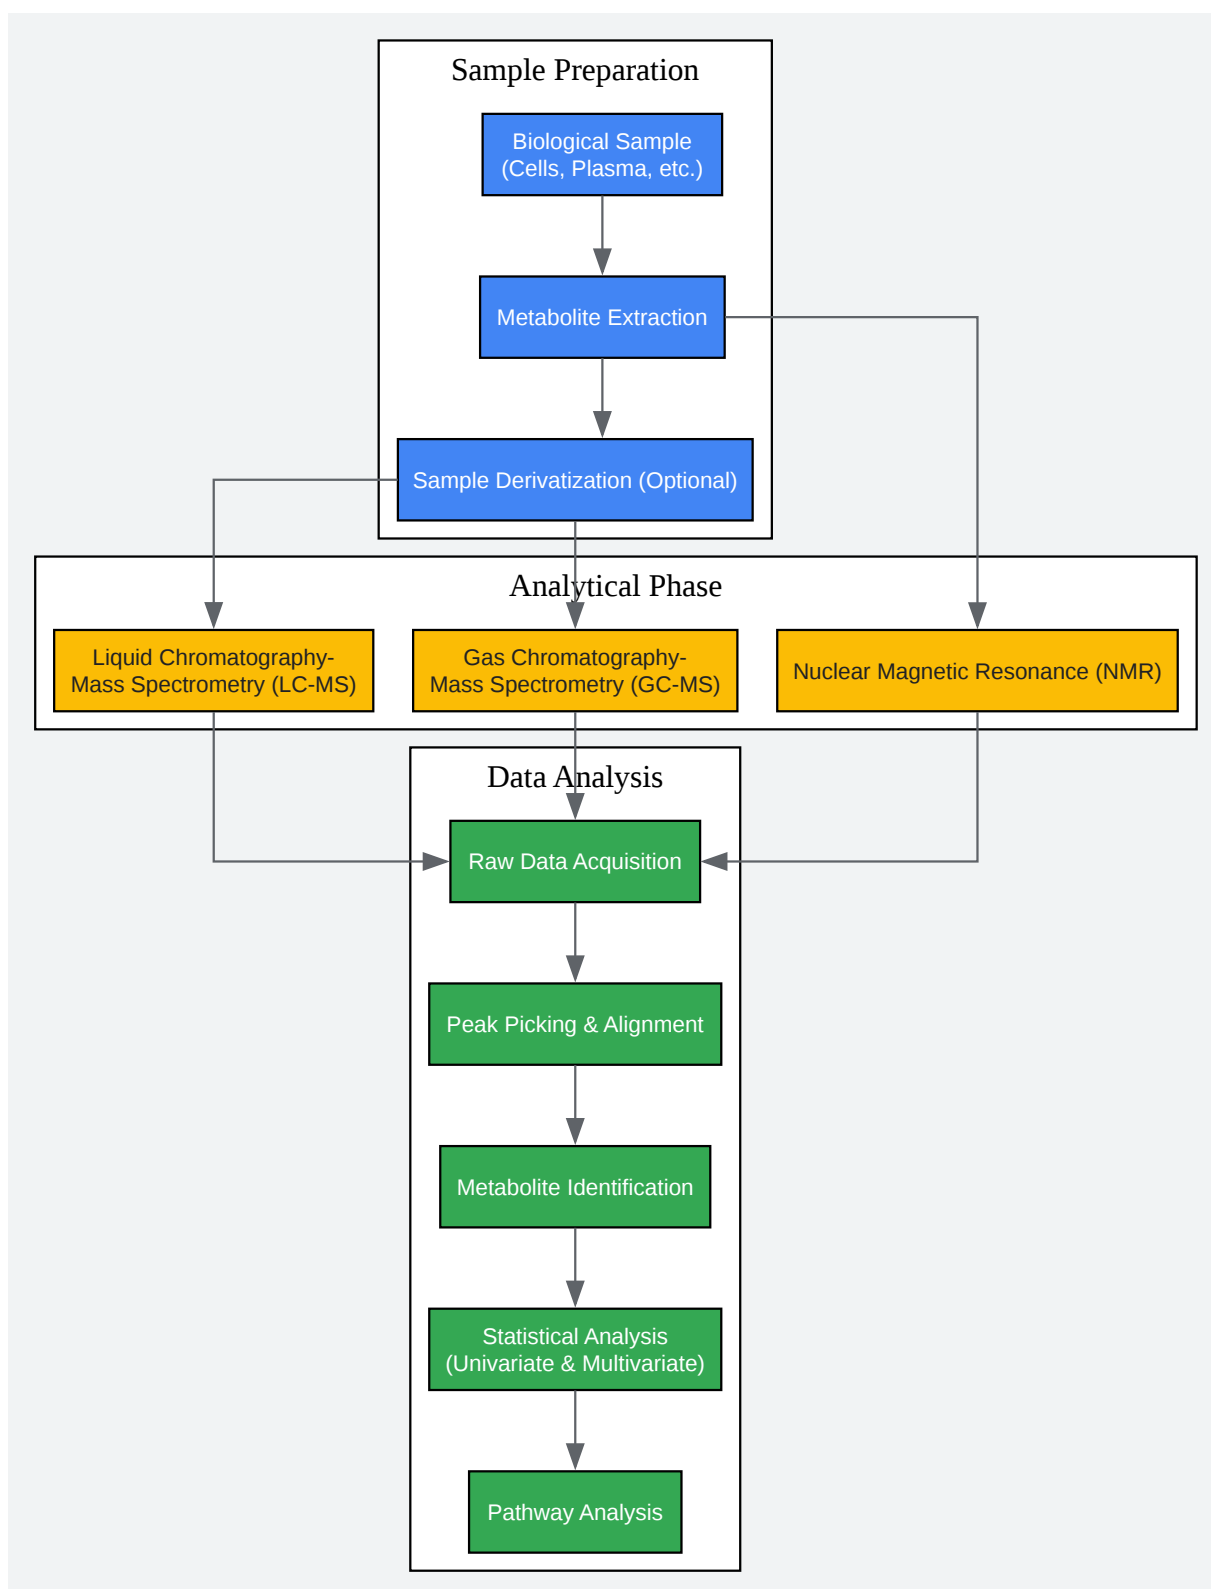 Sample Preparation
Biological Sample
(Cells, Plasma, etc.)
Metabolite Extraction
Sample Derivatization (Optional)
Analytical Phase
Liquid Chromatography-
Mass Spectrometry (LC-MS)
Gas Chromatography-
Mass Spectrometry (GC-MS)
Nuclear Magnetic Resonance (NMR)
Data Analysis
Raw Data Acquisition
Peak Picking & Alignment
Metabolite Identification
Statistical Analysis
(Univariate & Multivariate)
Pathway Analysis